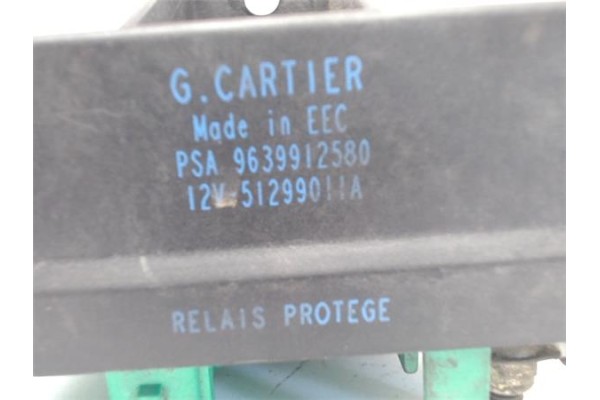 G.CARTIER
Made in EEC
PSA 9639912580
12V-51299011A
RELAIS PROTEGE